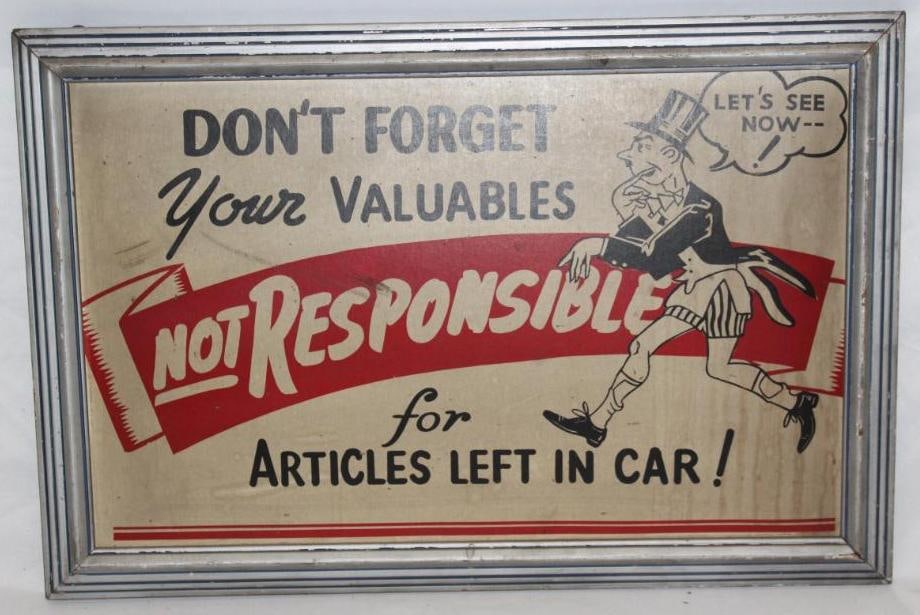 DON'T FORGET
Your VALUABLES
LET'S SEE
NOW--
!
NOT RESPONSIBLE
for
ARTICLES LEFT IN CAR!